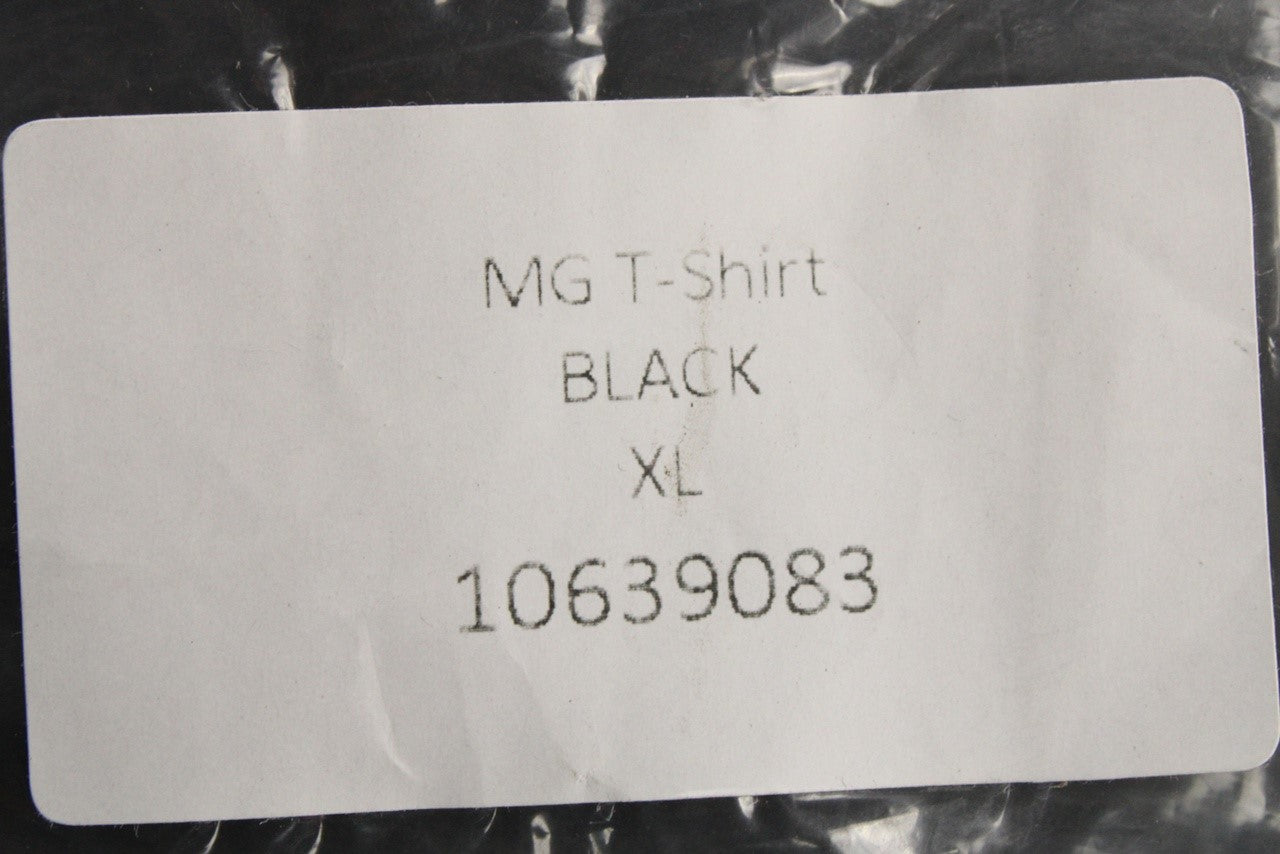 MG T-Shirt
BLACK
XL
10639083